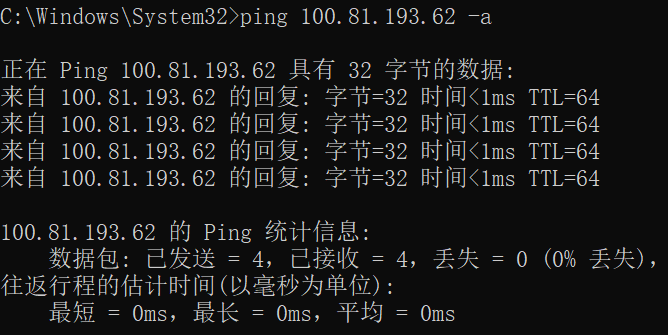 C:\Windows\System32>ping 100.81.193.62 -a
正在 Ping 100.81.193.62 具有 32 字节的数据:
来自 100.81.193.62 的回复: 字节=32 时间<1ms TTL=64
来自 100.81.193.62 的回复: 字节=32 时间<1ms TTL=64
来自 100.81.193.62 的回复: 字节=32 时间<1ms TTL=64
来自 100.81.193.62 的回复: 字节=32 时间<1ms TTL=64
100.81.193.62 的 Ping 统计信息:
数据包: 已发送 = 4，已接收 = 4，丢失 = 0 (0% 丢失)，
往返行程的估计时间(以毫秒为单位):
最短 = 0ms，最长 = 0ms，平均 = 0ms